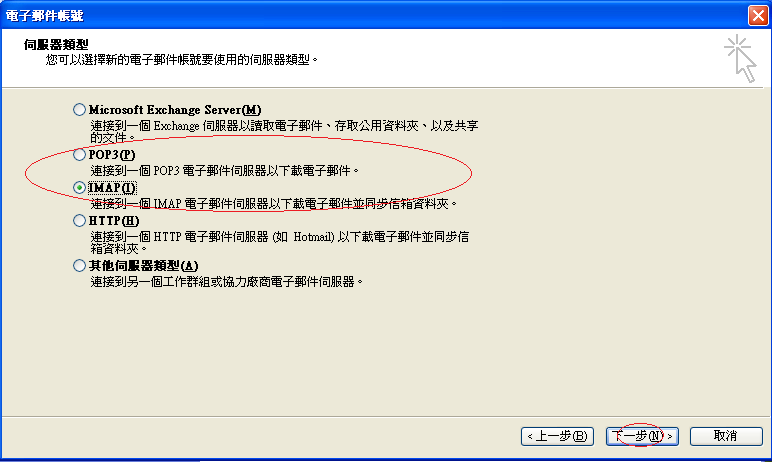 電子郵件帳號
伺服器類型
您可以選擇新的電子郵件帳號要使用的伺服器類型。
Microsoft Exchange Server(M)
連接到一個 Exchange 伺服器以讀取電子郵件、存取公用資料夾、以及共享
的文件。
POP3(P)
連接到一個 POP3 電子郵件伺服器以下載電子郵件。
IMAP(I)
連接到一個 IMAP 電子郵件伺服器以下載電子郵件並同步信箱資料夾。
HTTP(H)
連接到一個 HTTP 電子郵件伺服器 (如 Hotmail) 以下載電子郵件並同步信
箱資料夾。
其他伺服器類型(A)
連接到另一個工作群組或協力廠商電子郵件伺服器。
< 上一步(B) 下一步(N) > 取消